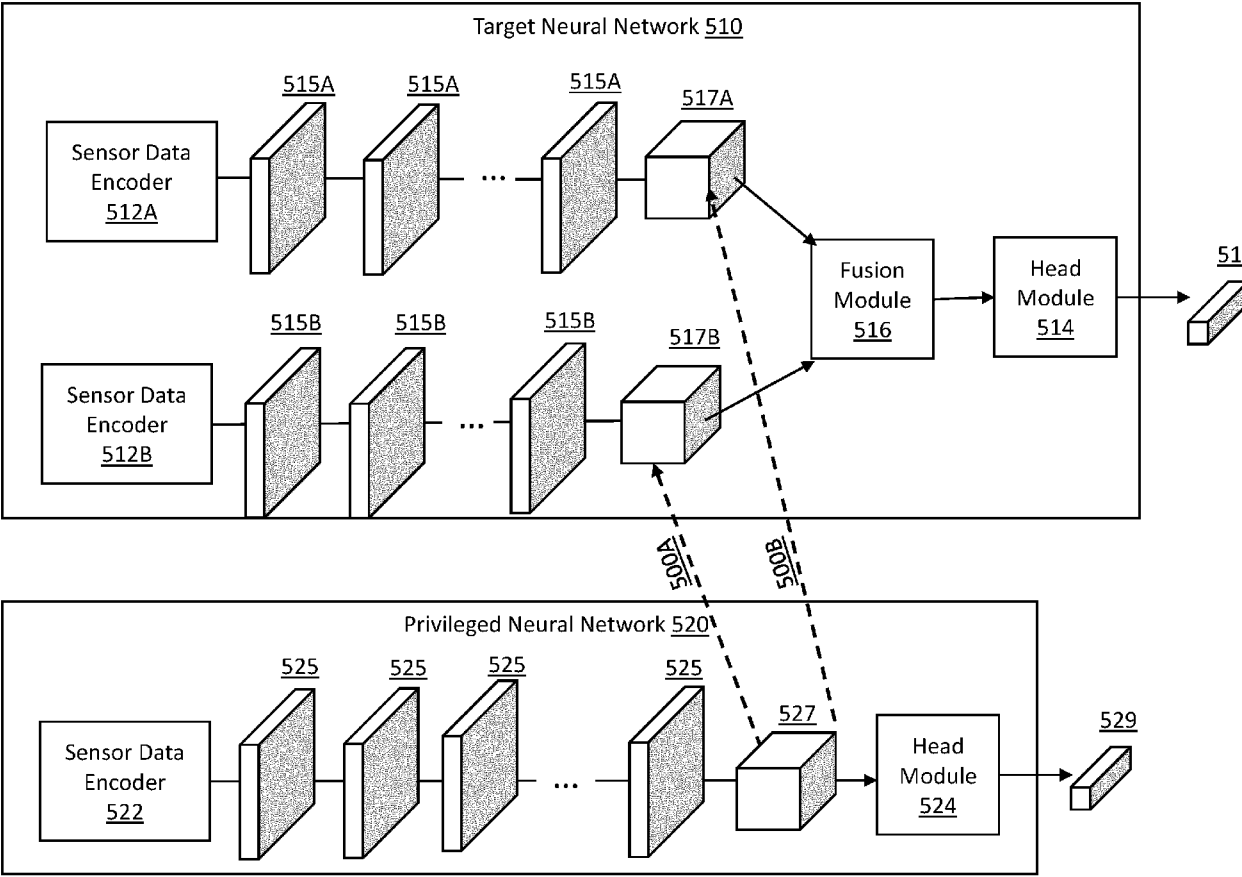 Target Neural Network 510
515A
515A
515A
517A
Sensor Data
Encoder
512A
...
Fusion
Module
516
Head
Module
514
51
515B
515B
515B
517B
Sensor Data
Encoder
512B
...
500A
500B
Privileged Neural Network 520
525
525
525
525
527
529
Sensor Data
Encoder
522
...
Head
Module
524